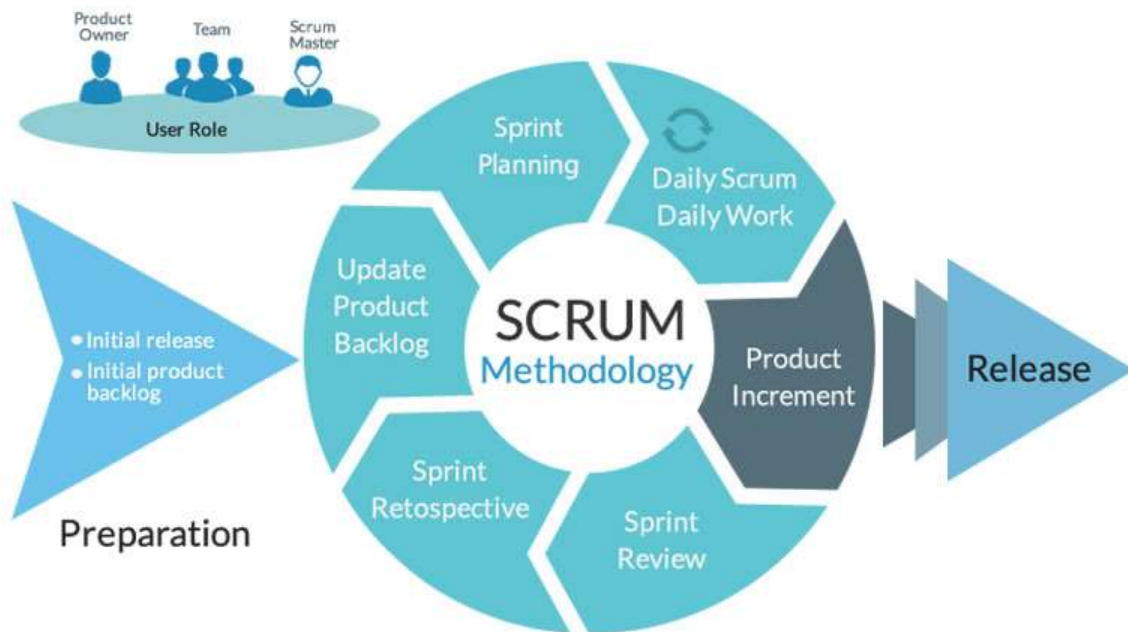 Product
Owner
Team
Scrum
Master
User Role
Sprint
Planning
Daily Scrum
Daily Work
Update
Product
Backlog
SCRUM
Methodology
Product
Increment
Release
• Initial release
• Initial product
backlog
Sprint
Retospective
Sprint
Review
Preparation